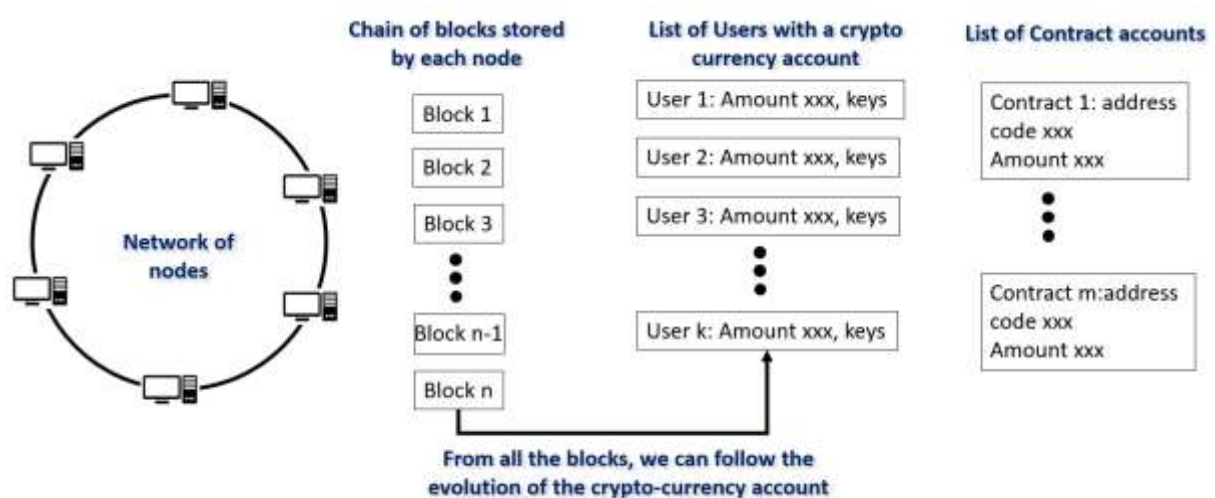 Chain of blocks stored
by each node
List of Users with a crypto
currency account
List of Contract accounts
Network of
nodes
Block 1
Block 2
Block 3
Block n-1
Block n
User 1: Amount xxx, keys
User 2: Amount xxx, keys
User 3: Amount xxx, keys
User k: Amount xxx, keys
Contract 1: address
code xxx
Amount xxx
Contract m:address
code xxx
Amount xxx
From all the blocks, we can follow the
evolution of the crypto-currency account